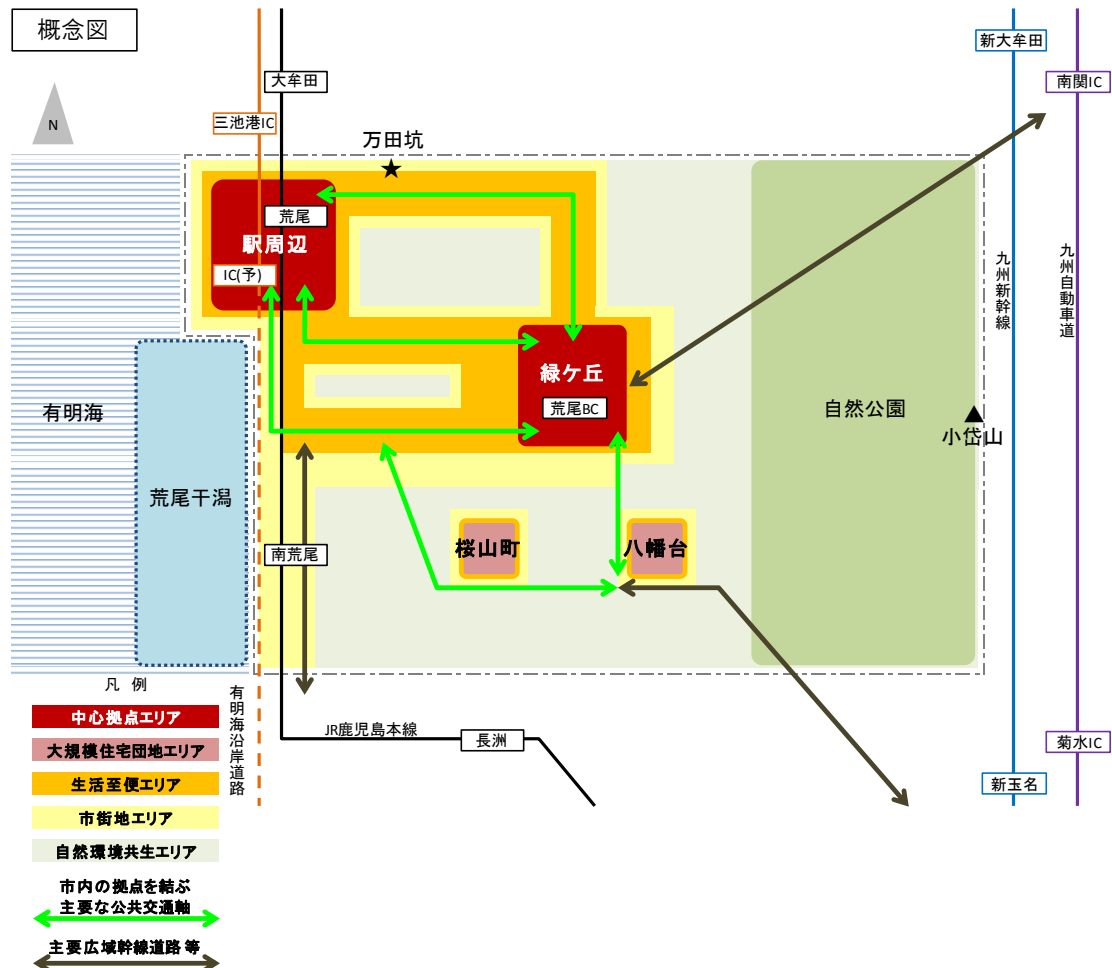 概念図
N
大牟田
三池港IC
万田坑
新大牟田
南関IC
荒尾
駅周辺
IC(予)
緑ケ丘
荒尾BC
九州新幹線
九州自動車道
有明海
荒尾干潟
自然公園
小岱山
南荒尾
桜山町
八幡台
JR鹿児島本線
長洲
有明海沿岸道路
菊水IC
新玉名
凡 例
中心拠点エリア
大規模住宅団地エリア
生活至便エリア
市街地エリア
自然環境共生エリア
市内の拠点を結ぶ
主要な公共交通軸
主要広域幹線道路 等